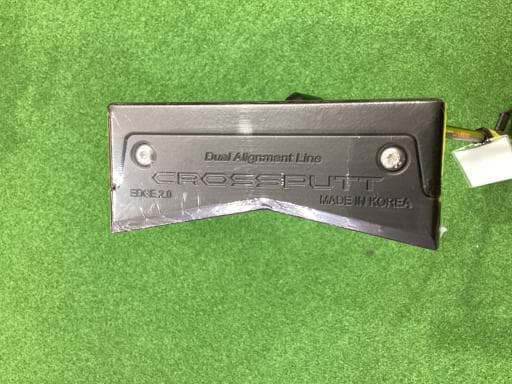 Dual Alignment Line
CROSSPUTT
EDGE 2.0
MADE IN KOREA